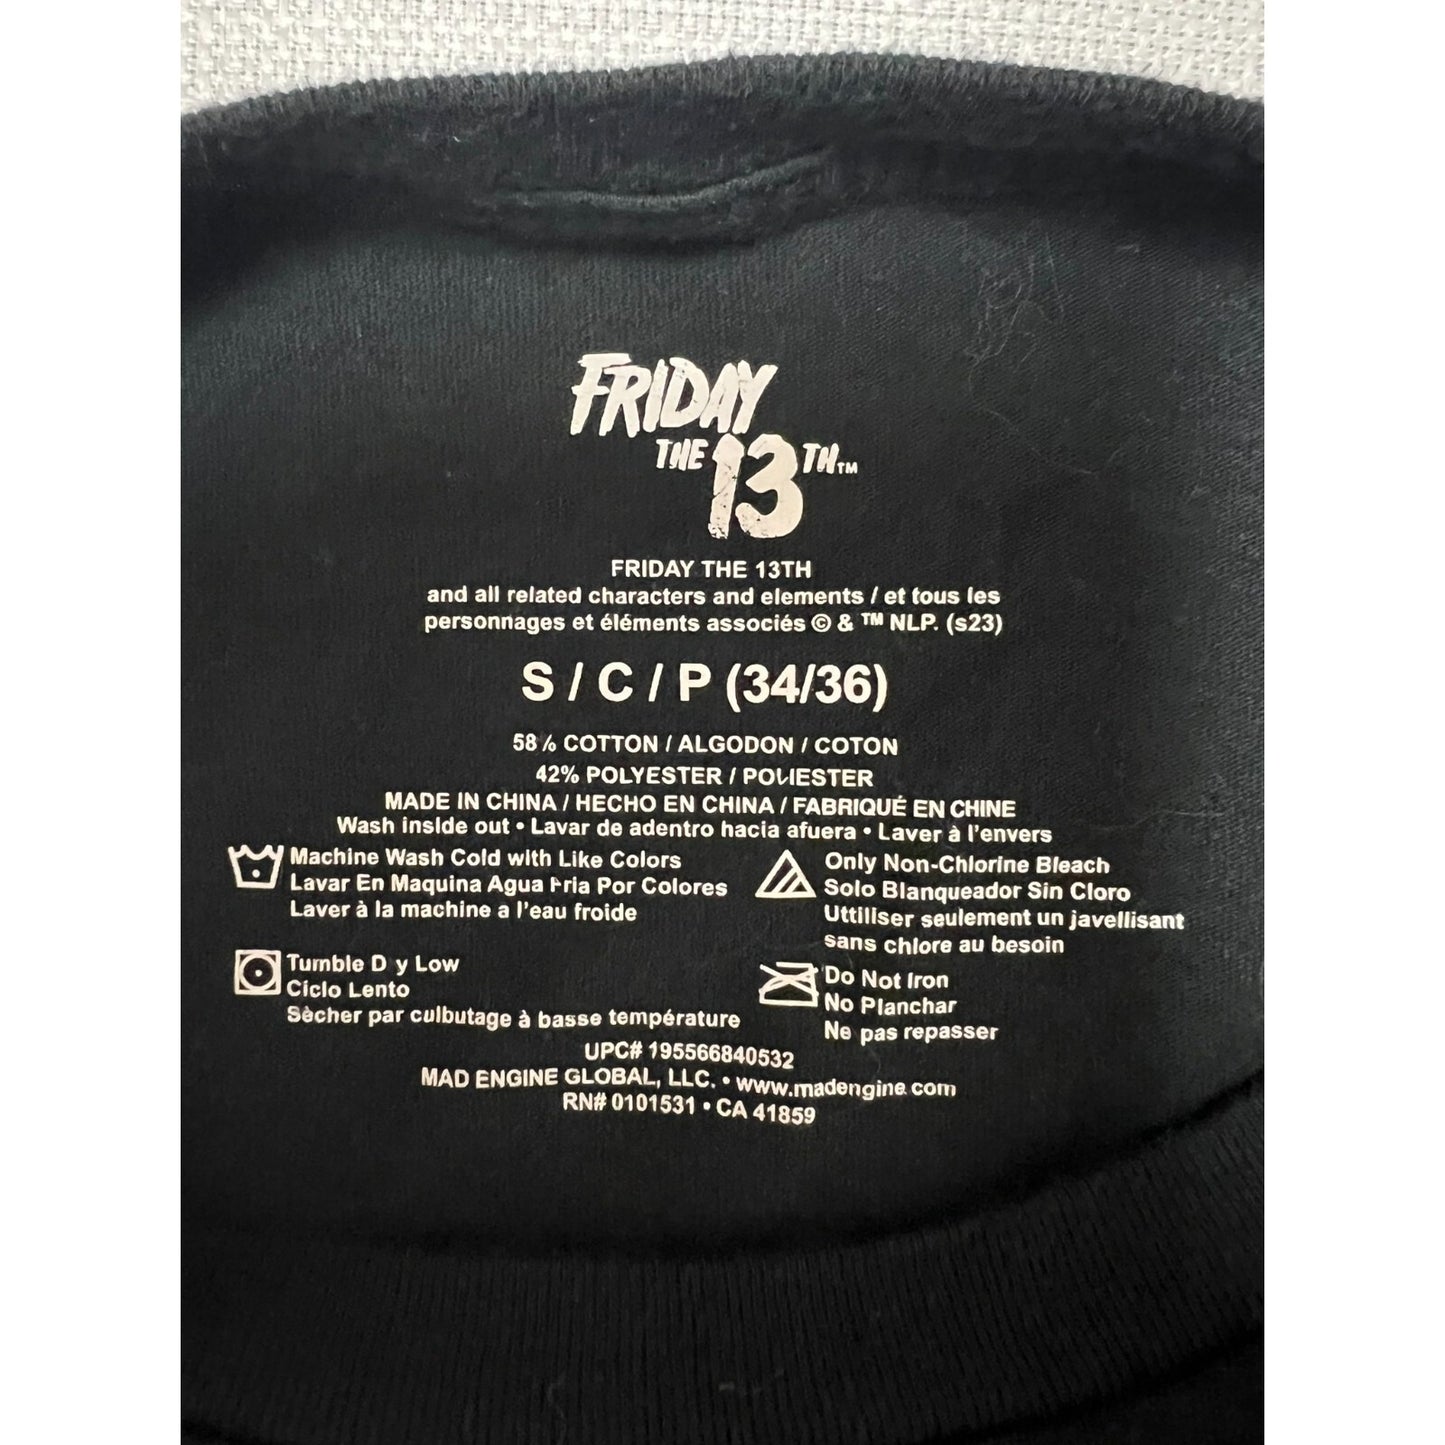 FRIDAY
THE 13TH™
FRIDAY THE 13TH
and all related characters and elements / et tous les
personnages et éléments associés © & ™ NLP. (s23)
S / C / P (34/36)
58% COTTON / ALGODON / COTON
42% POLYESTER / POLIESTER
MADE IN CHINA / HECHO EN CHINA / FABRIQUÉ EN CHINE
Wash inside out • Lavar de adentro hacia afuera • Laver à l'envers
Machine Wash Cold with Like Colors
Lavar En Maquina Agua Fria Por Colores
Laver à la machine a l'eau froide
Only Non-Chlorine Bleach
Solo Blanqueador Sin Cloro
Uttiliser seulement un javellisant
sans chlore au besoin
Tumble D y Low
Ciclo Lento
Sècher par culbutage à basse température
Do Not Iron
No Planchar
Ne pas repasser
UPC# 195566840532
MAD ENGINE GLOBAL, LLC. • www.madengine.com
RN# 0101531 • CA 41859